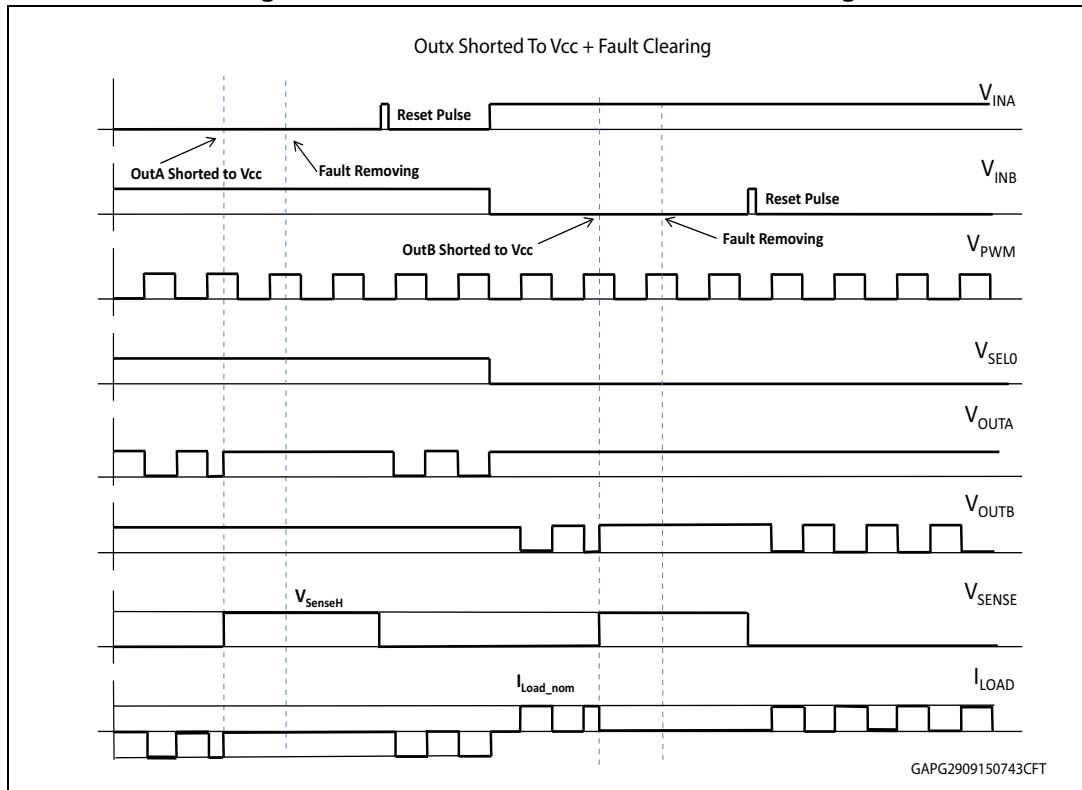 Outx Shorted To Vcc + Fault Clearing
VINA
Reset Pulse
OutA Shorted to Vcc
Fault Removing
VINB
Reset Pulse
OutB Shorted to Vcc
Fault Removing
VPWM
VSEL0
VOUTA
VOUTB
VSenseH
VSENSE
ILoad_nom
ILOAD
GAPG2909150743CFT